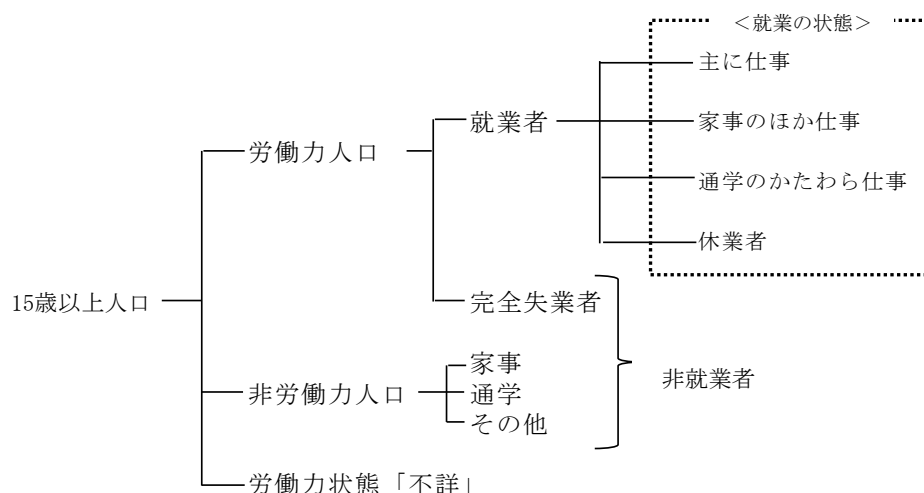 ＜就業の状態＞
主に仕事
就業者
家事のほか仕事
労働力人口
通学のかたわら仕事
休業者
15歳以上人口
完全失業者
家事
非就業者
非労働力人口
通学
その他
労働力状態「不詳」